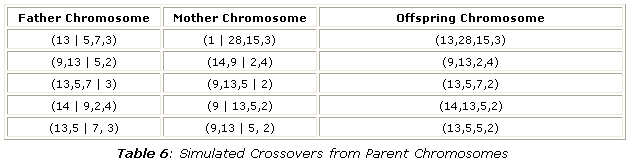 Father Chromosome Mother Chromosome Offspring Chromosome
(13 | 5,7,3) (1 | 28,15,3) (13,28,15,3)
(9,13 | 5,2) (14,9 | 2,4) (9,13,2,4)
(13,5,7 | 3) (9,13,5 | 2) (13,5,7,2)
(14 | 9,2,4) (9 | 13,5,2) (14,13,5,2)
(13,5 | 7, 3) (9,13 | 5, 2) (13,5,5,2)
Table 6: Simulated Crossovers from Parent Chromosomes